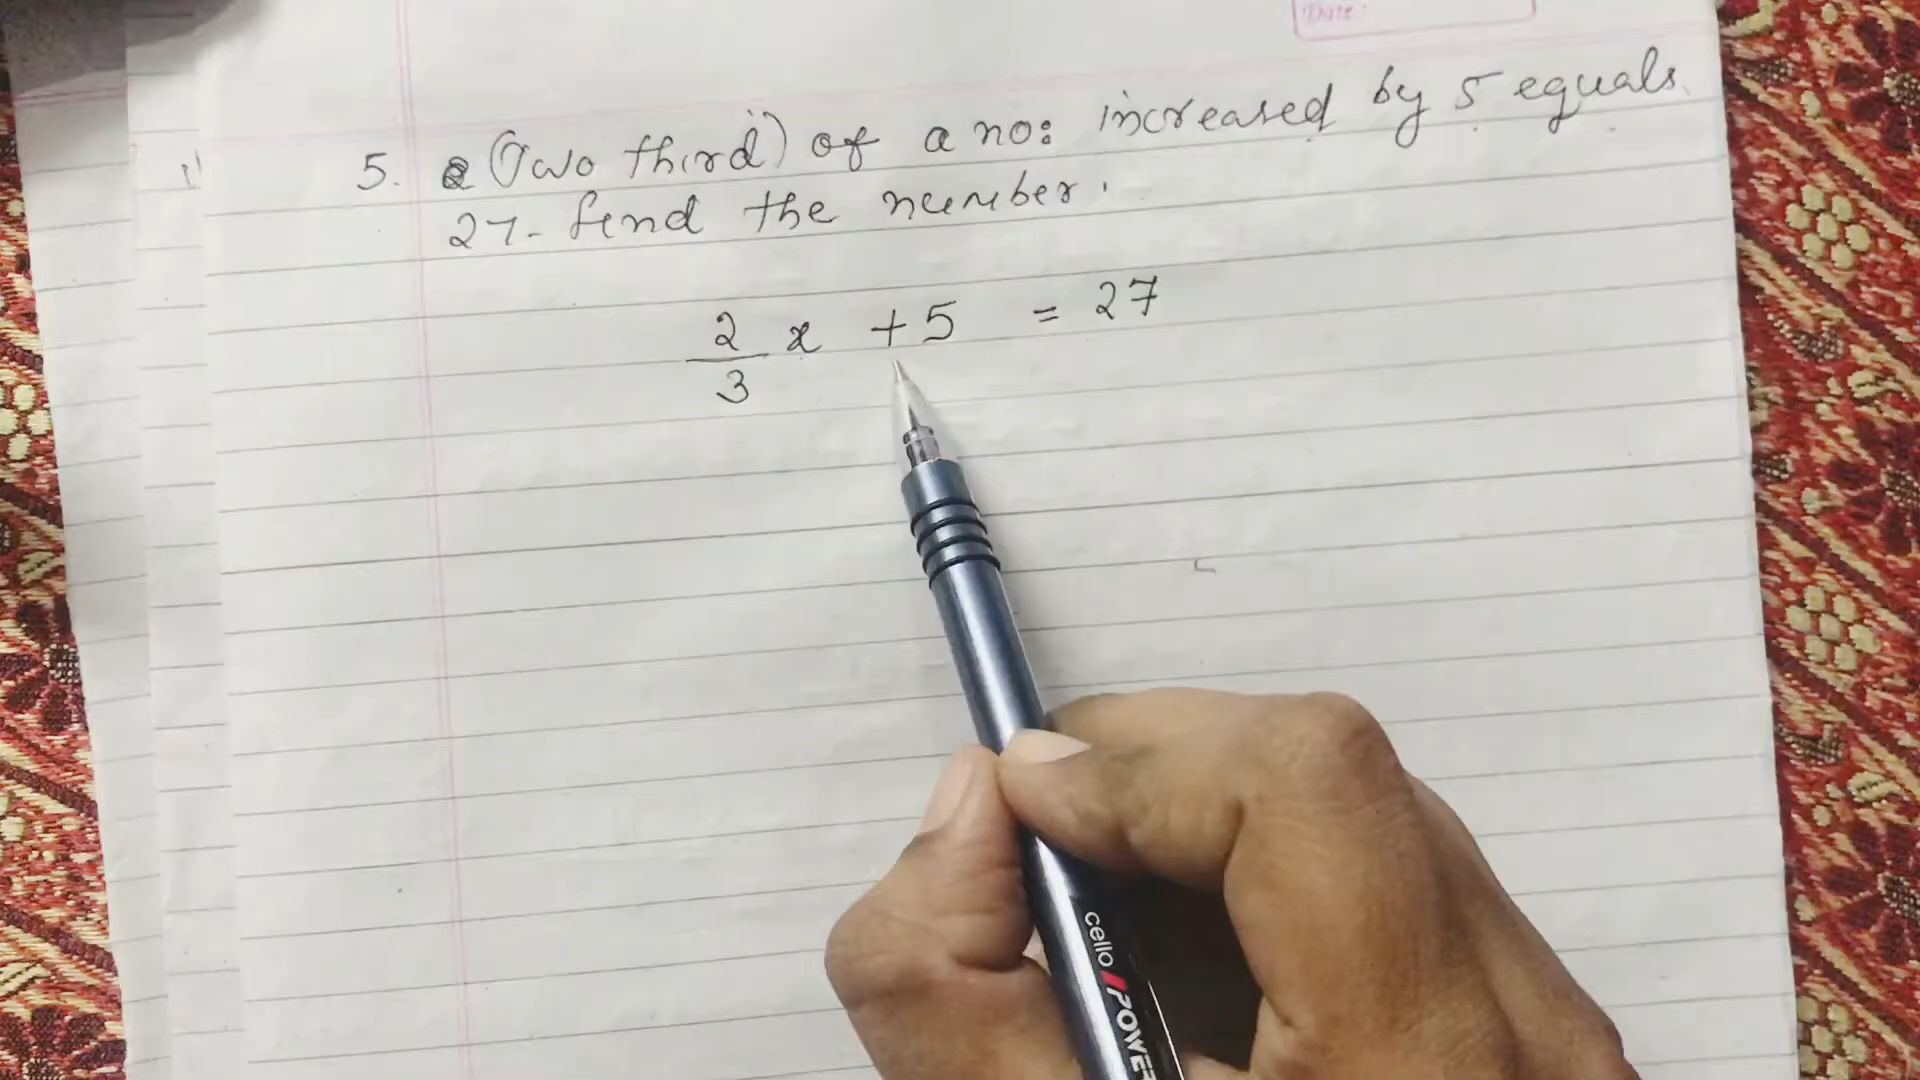 Date:
5. (Two third) of a no: increased by 5 equals
27. find the number.
2/3 x + 5 = 27
cello POWER